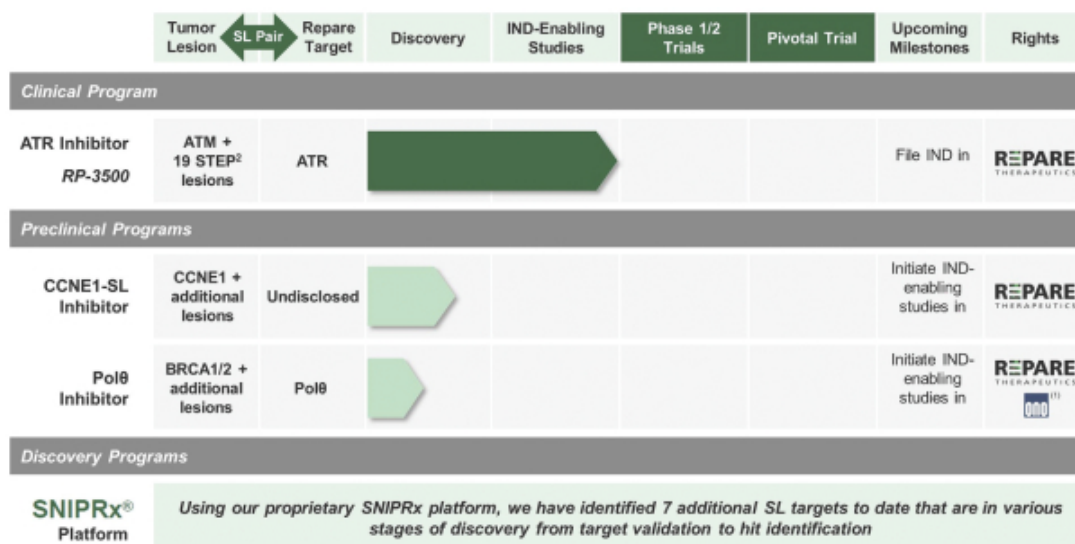 Tumor Lesion
SL Pair
Repare Target
Discovery
IND-Enabling Studies
Phase 1/2 Trials
Pivotal Trial
Upcoming Milestones
Rights
Clinical Program
ATR Inhibitor
RP-3500
ATM +
19 STEP²
lesions
ATR
File IND in
REPARE
THERAPEUTICS
Preclinical Programs
CCNE1-SL
Inhibitor
CCNE1 +
additional
lesions
Undisclosed
Initiate IND-
enabling
studies in
REPARE
THERAPEUTICS
Polθ
Inhibitor
BRCA1/2 +
additional
lesions
Polθ
Initiate IND-
enabling
studies in
REPARE
THERAPEUTICS
ono (1)
Discovery Programs
SNIPRx®
Platform
Using our proprietary SNIPRx platform, we have identified 7 additional SL targets to date that are in various
stages of discovery from target validation to hit identification